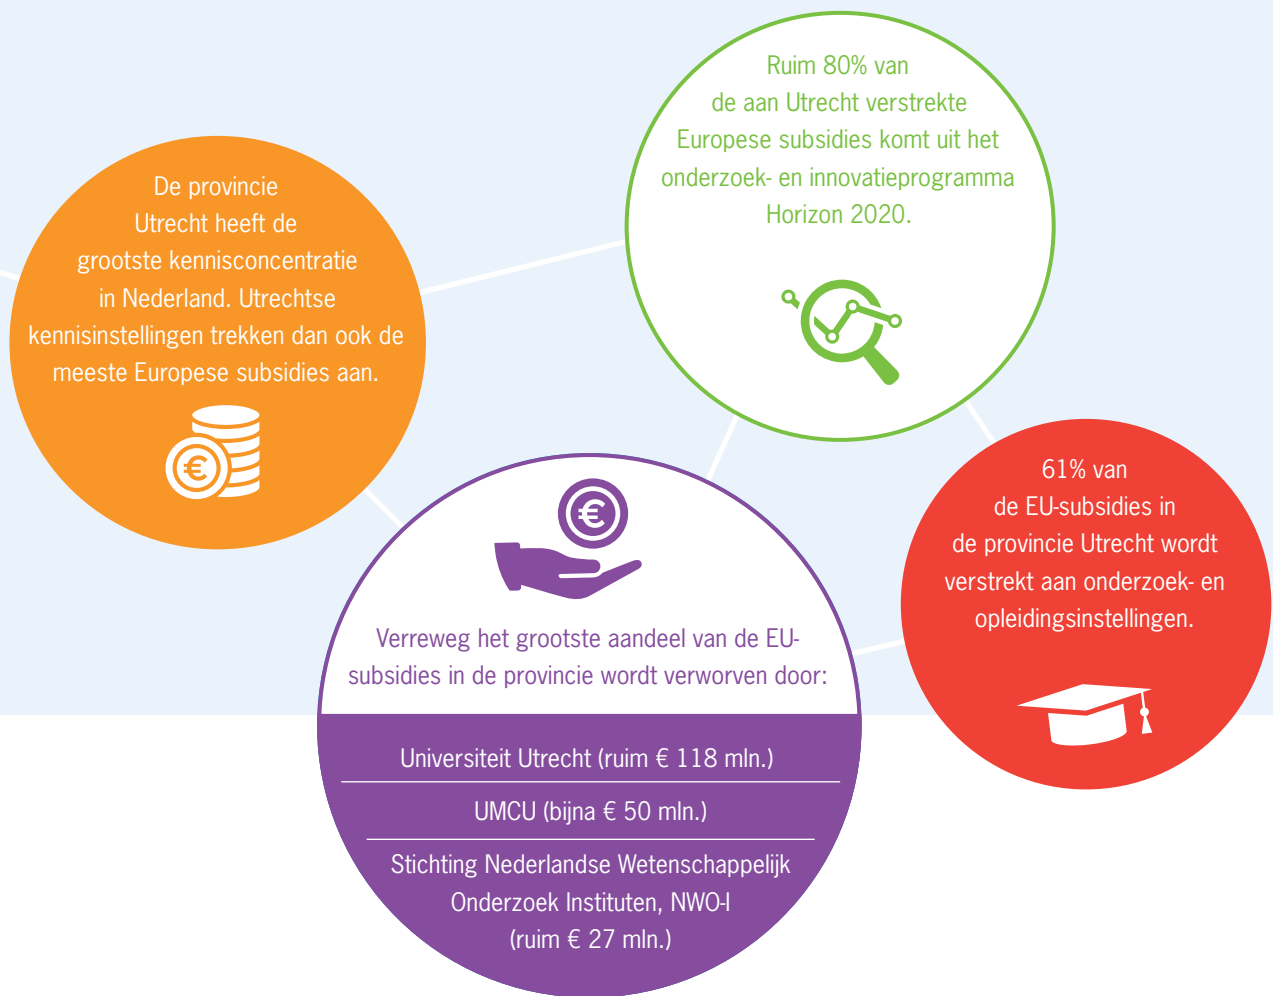 De provincie
Utrecht heeft de
grootste kennisconcentratie
in Nederland. Utrechtse
kennisinstellingen trekken dan ook de
meeste Europese subsidies aan.
€
Ruim 80% van
de aan Utrecht verstrekte
Europese subsidies komt uit het
onderzoek- en innovatieprogramma
Horizon 2020.
€
Verreweg het grootste aandeel van de EU-
subsidies in de provincie wordt verworven door:
Universiteit Utrecht (ruim € 118 mln.)
UMCU (bijna € 50 mln.)
Stichting Nederlandse Wetenschappelijk
Onderzoek Instituten, NWO-I
(ruim € 27 mln.)
61% van
de EU-subsidies in
de provincie Utrecht wordt
verstrekt aan onderzoek- en
opleidingsinstellingen.